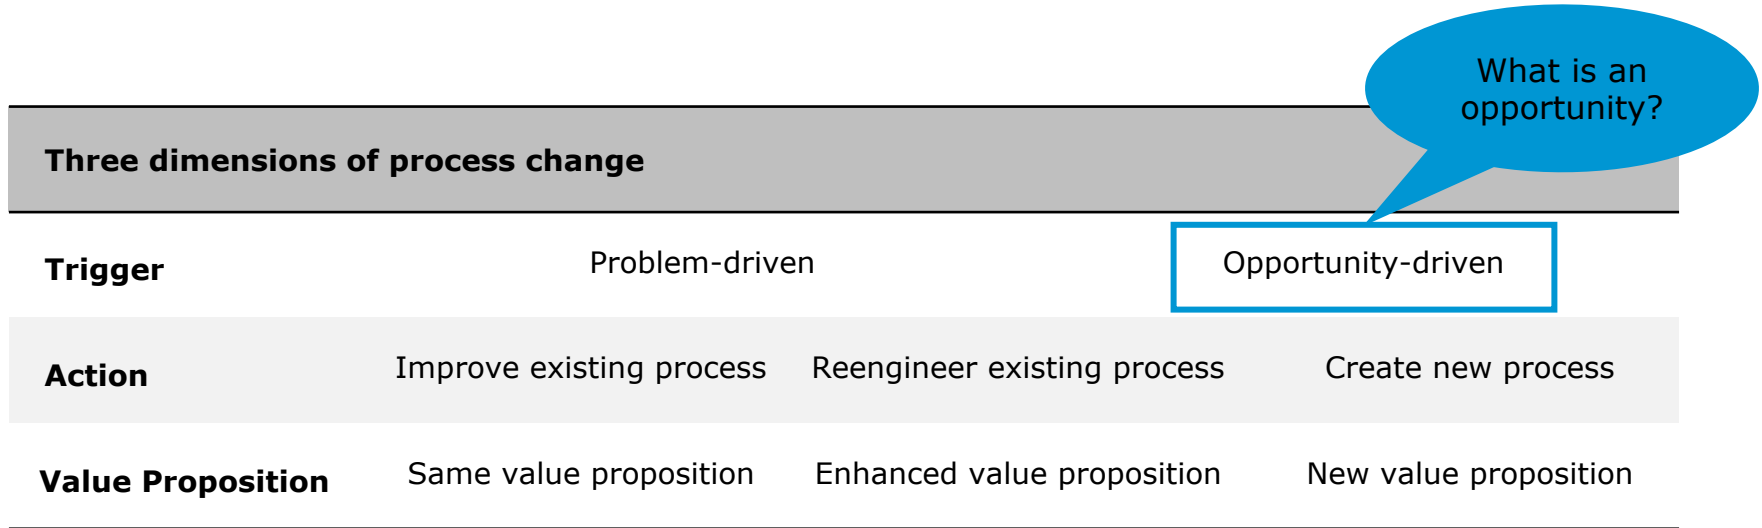 What is an
opportunity?
Three dimensions of process change
Trigger
Problem-driven
Opportunity-driven
Action
Improve existing process
Reengineer existing process
Create new process
Value Proposition
Same value proposition
Enhanced value proposition
New value proposition